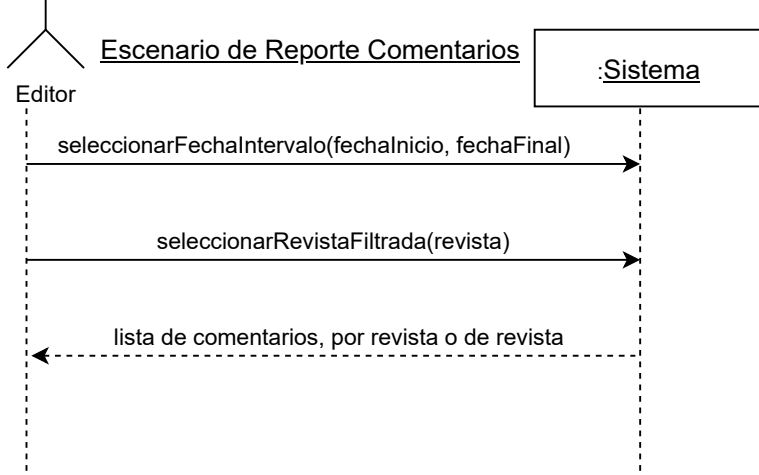 Escenario de Reporte Comentarios
:Sistema
Editor
seleccionarFechaIntervalo(fechaInicio, fechaFinal)
seleccionarRevistaFiltrada(revista)
lista de comentarios, por revista o de revista